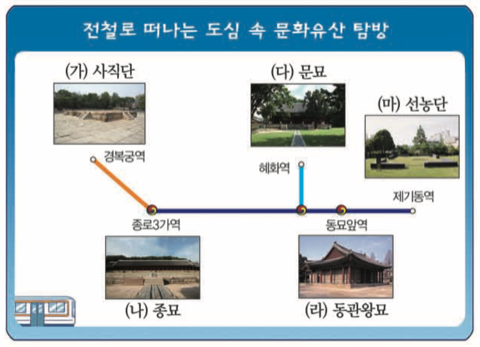 전철로 떠나는 도심 속 문화유산 탐방
(가) 사직단
(다) 문묘
(마) 선농단
경복궁역
혜화역
제기동역
종로3가역
동묘앞역
(나) 종묘
(라) 동관왕묘